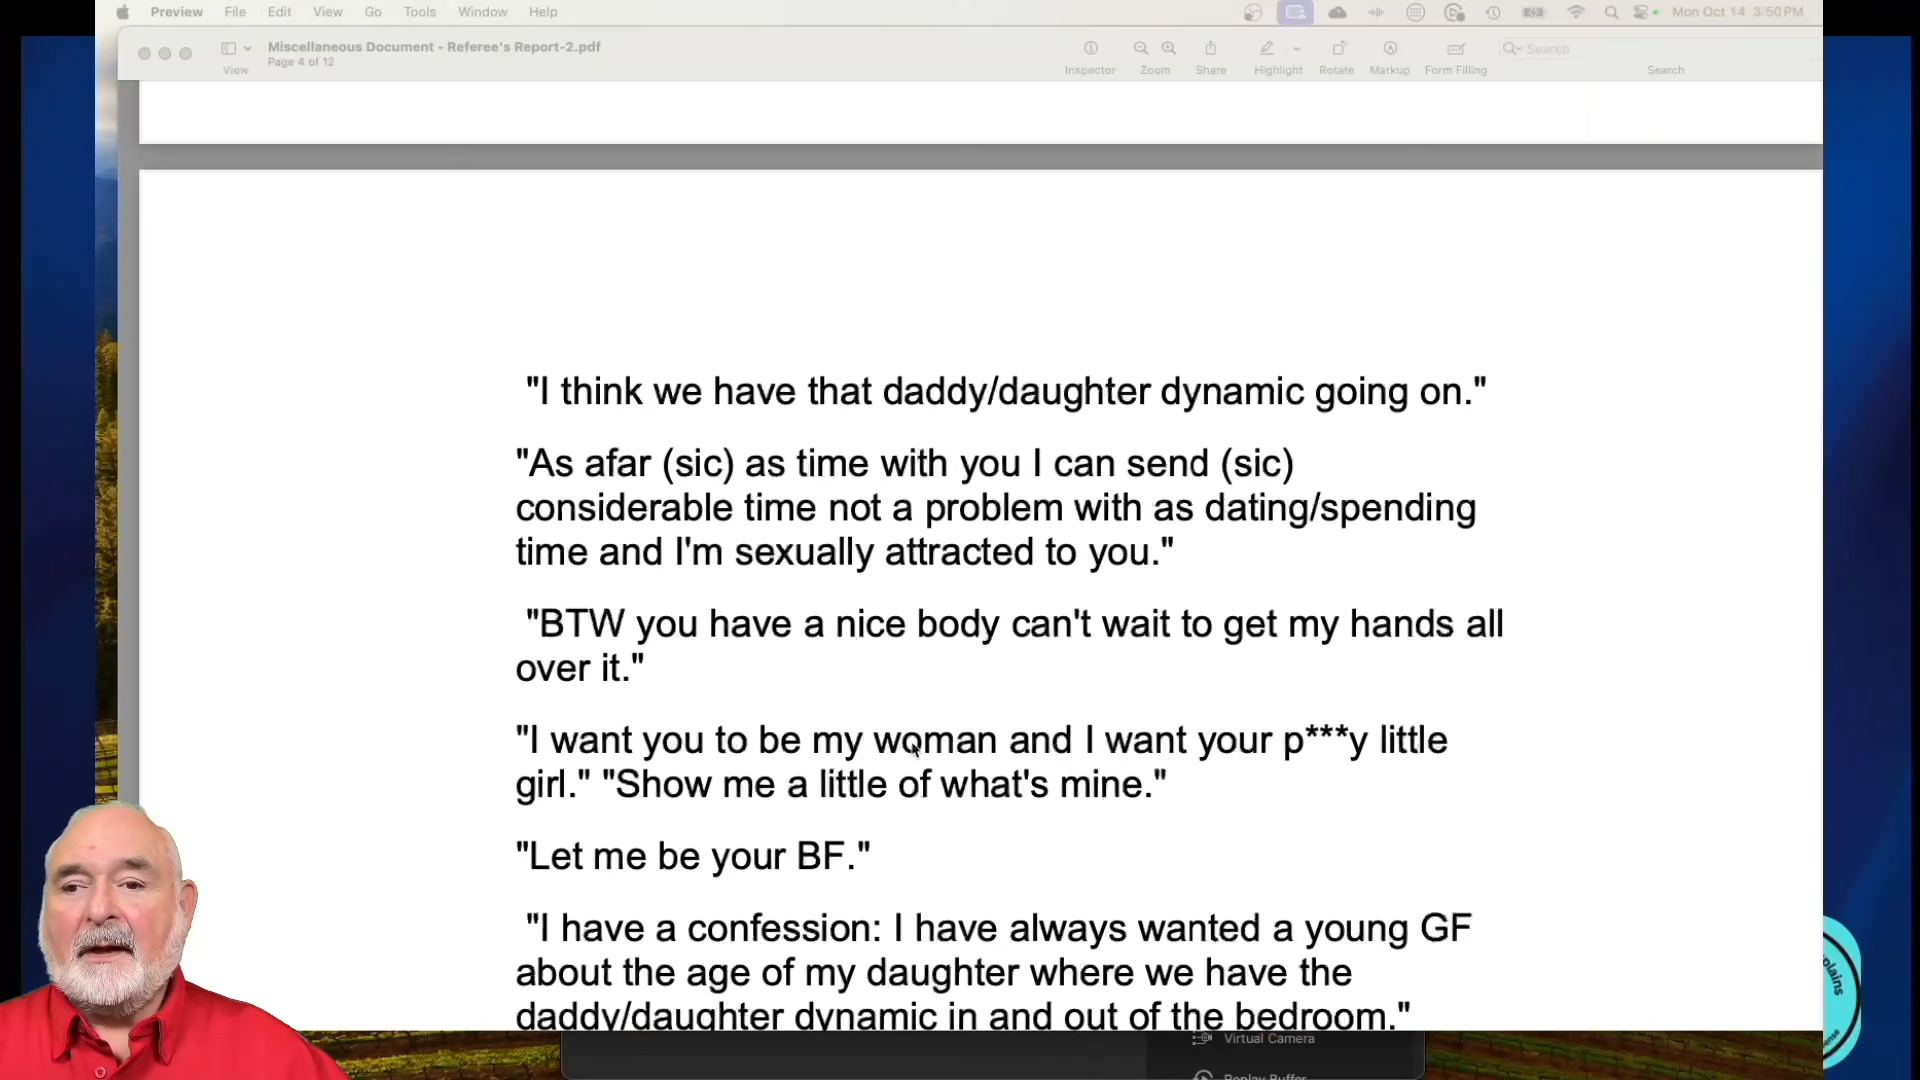 Preview File Edit View Go Tools Window Help Mon Oct 14 3:50 PM
Miscellaneous Document - Referee's Report-2.pdf
Page 4 of 12
Search
View Inspector Zoom Share Highlight Rotate Markup Form Filling Search
"I think we have that daddy/daughter dynamic going on."
"As afar (sic) as time with you I can send (sic)
considerable time not a problem with as dating/spending
time and I'm sexually attracted to you."
"BTW you have a nice body can't wait to get my hands all
over it."
"I want you to be my woman and I want your p***y little
girl." "Show me a little of what's mine."
"Let me be your BF."
"I have a confession: I have always wanted a young GF
about the age of my daughter where we have the
daddy/daughter dynamic in and out of the bedroom."
Virtual Camera
Replay Buffer